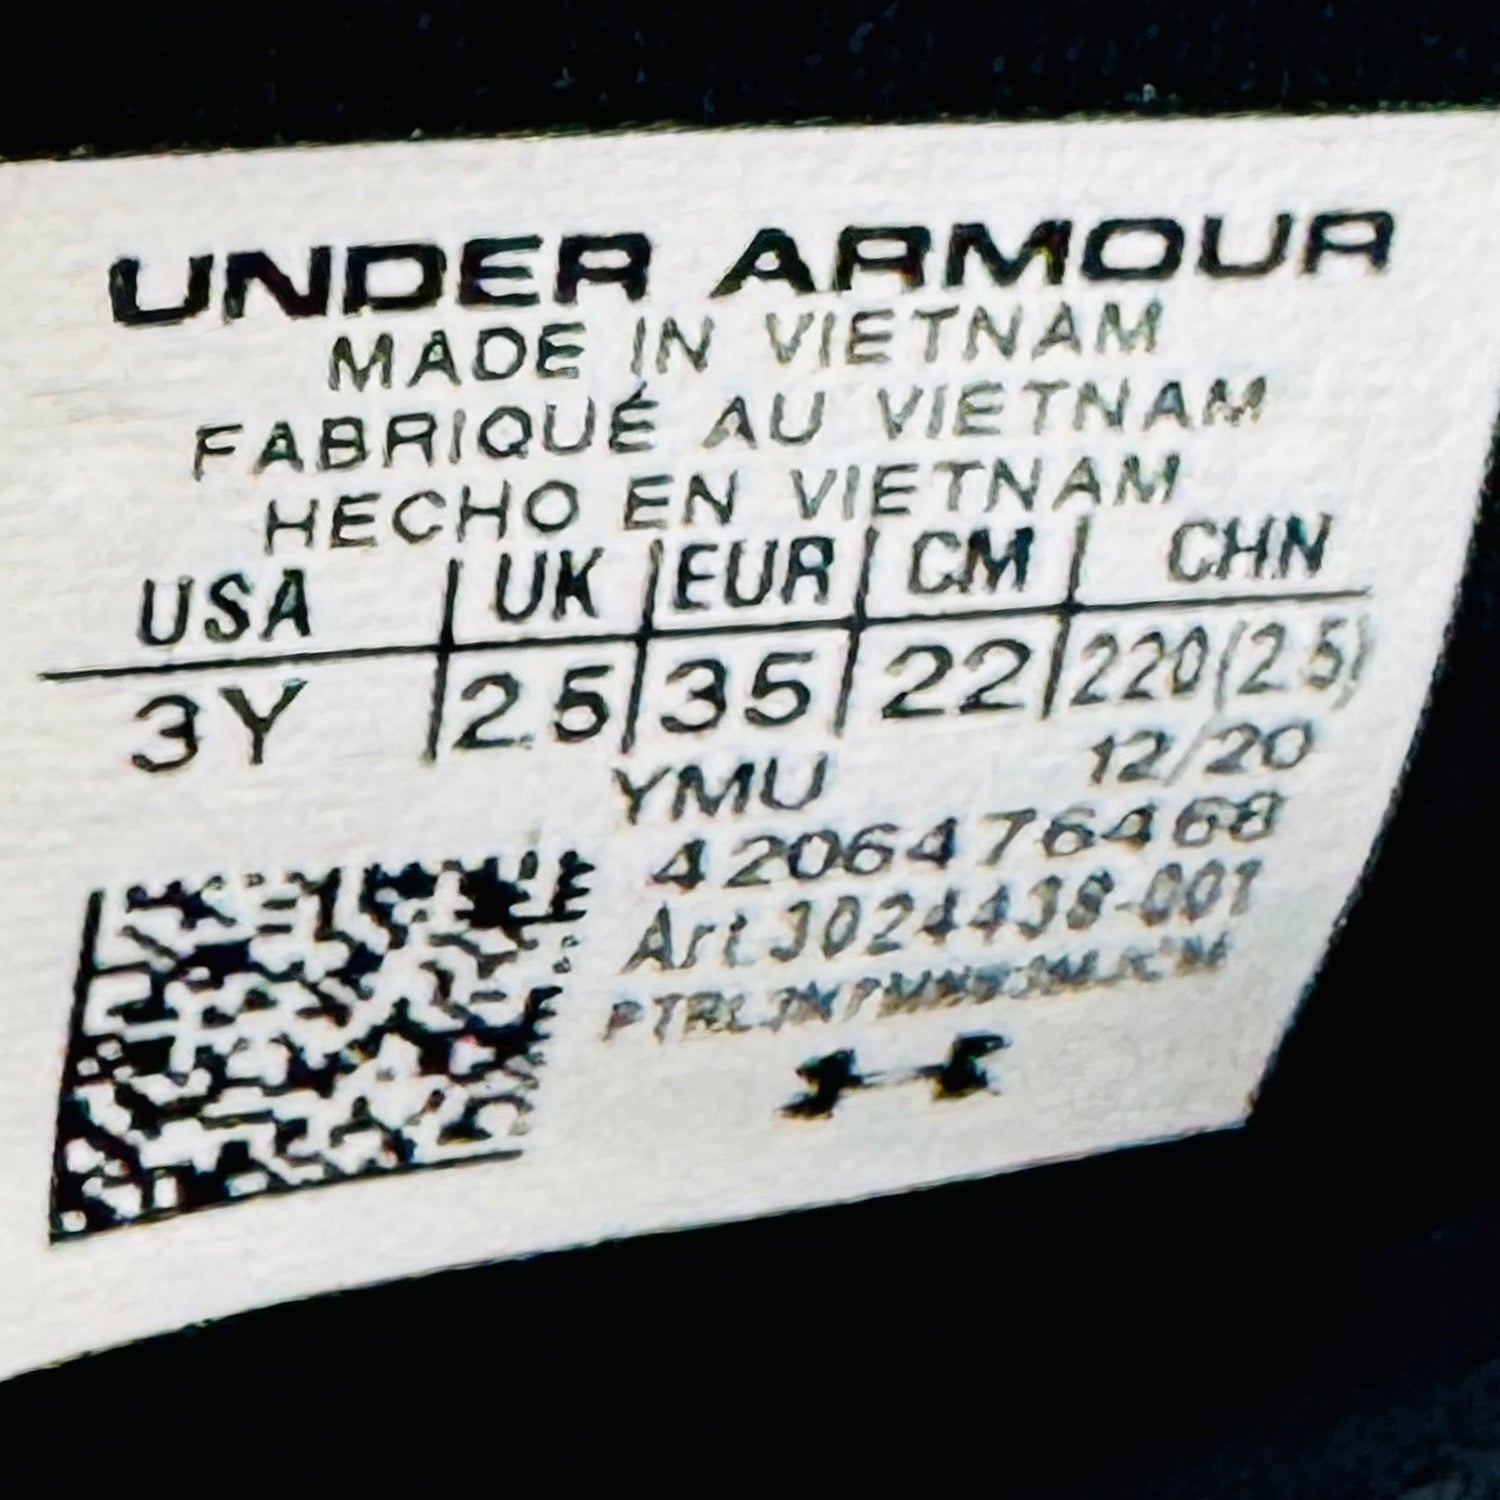 UNDER ARMOUR
MADE IN VIETNAM
FABRIQUÉ AU VIETNAM
HECHO EN VIETNAM
USA UK EUR CM CHN
3Y 2.5 35 22 220(2.5)
YMU 12/20
4206476468
Art 3024438-001